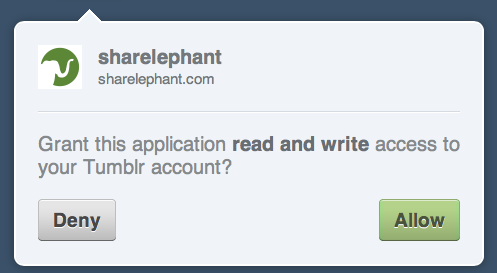 sharelephant
sharelephant.com
Grant this application read and write access to
your Tumblr account?
Deny
Allow